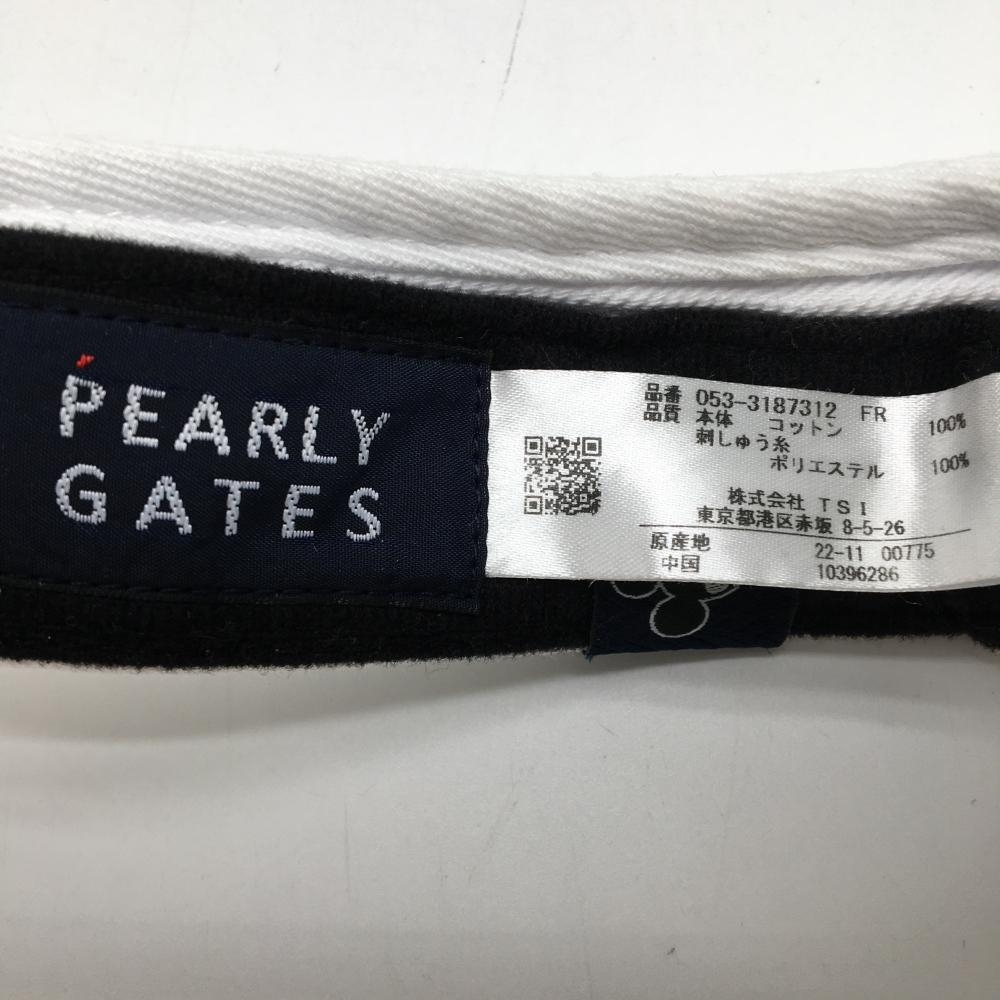 PEARLY
GATES
品番 053-3187312 FR
品質 本体 コットン 100%
刺しゅう糸
ポリエステル 100%
株式会社 TSI
東京都港区赤坂 8-5-26
原産地 22-11 00775
中国 10396286